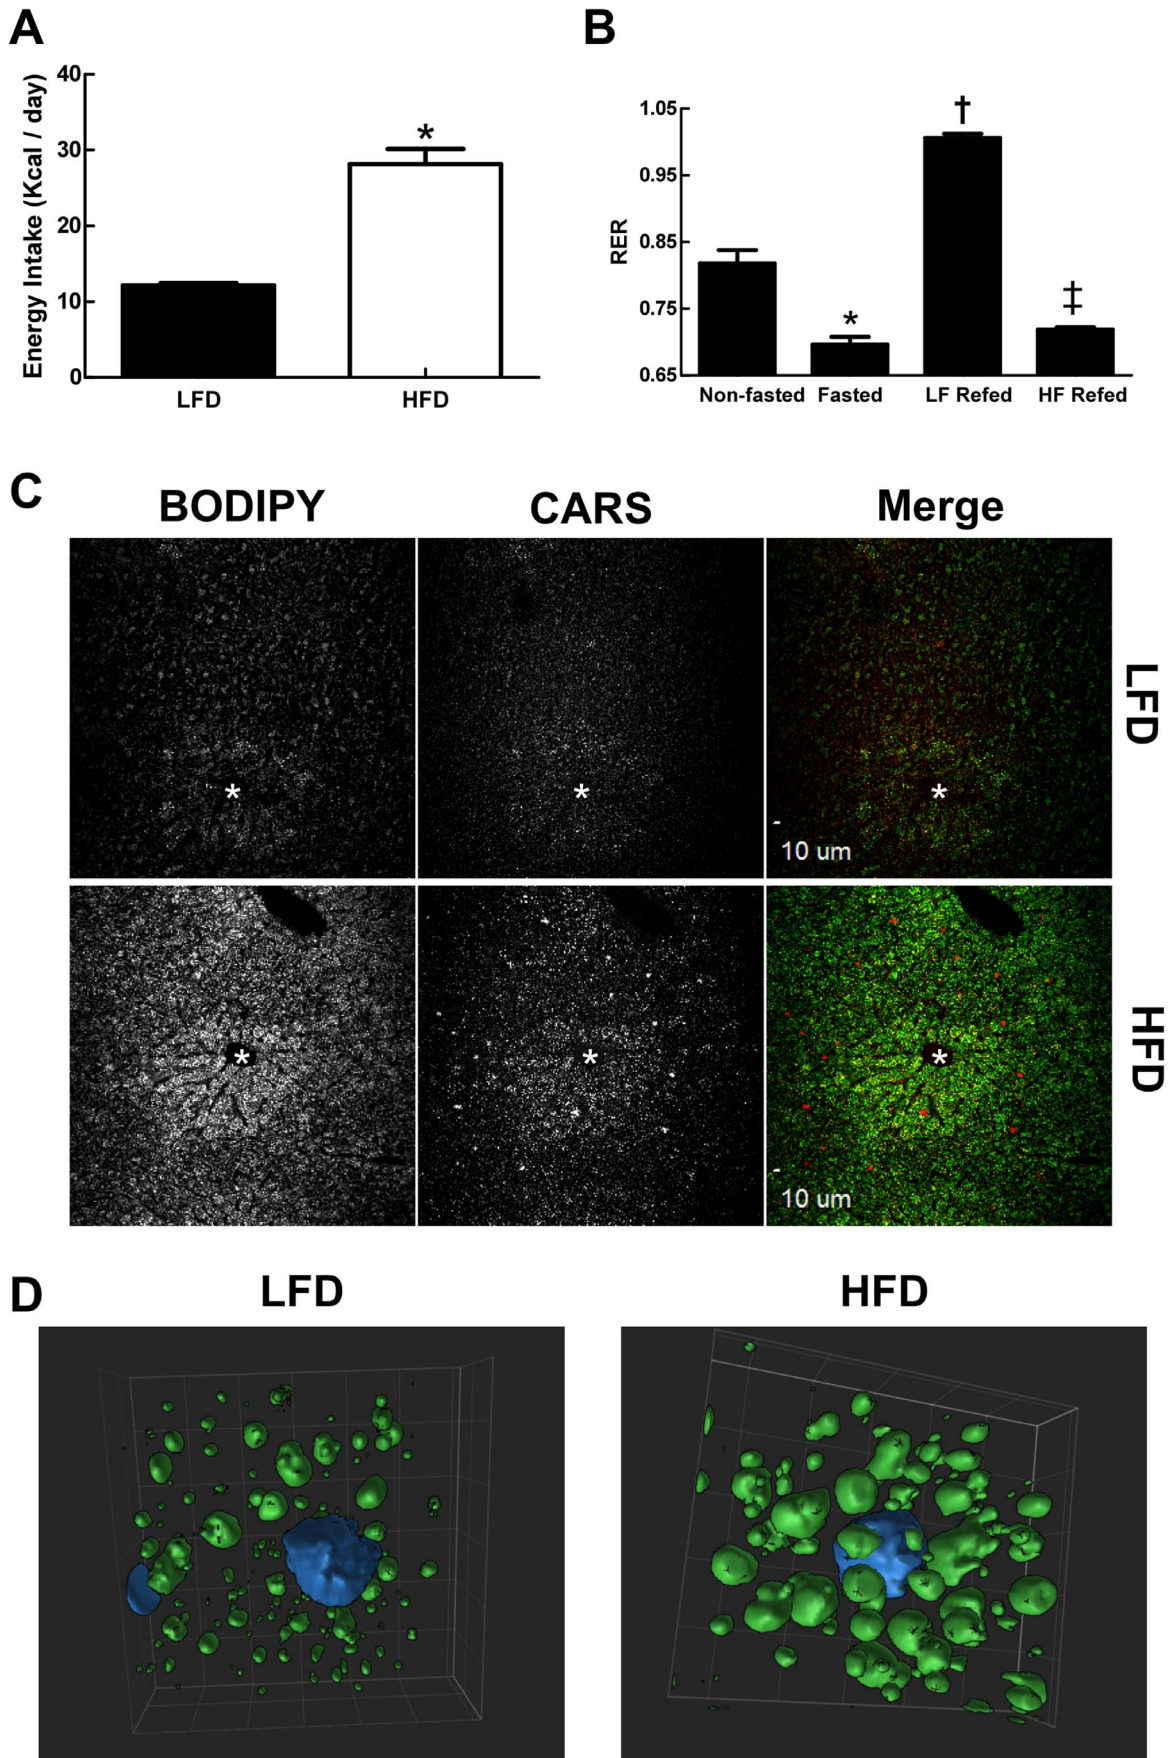 A
B
Energy Intake (Kcal / day)
40
30
20
10
0
*
LFD
HFD
RER
1.05
0.95
0.85
0.75
0.65
*
†
‡
Non-fasted Fasted LF Refed HF Refed
C
BODIPY CARS Merge
* * *
10 um
LFD
* * *
10 um
HFD
D
LFD HFD